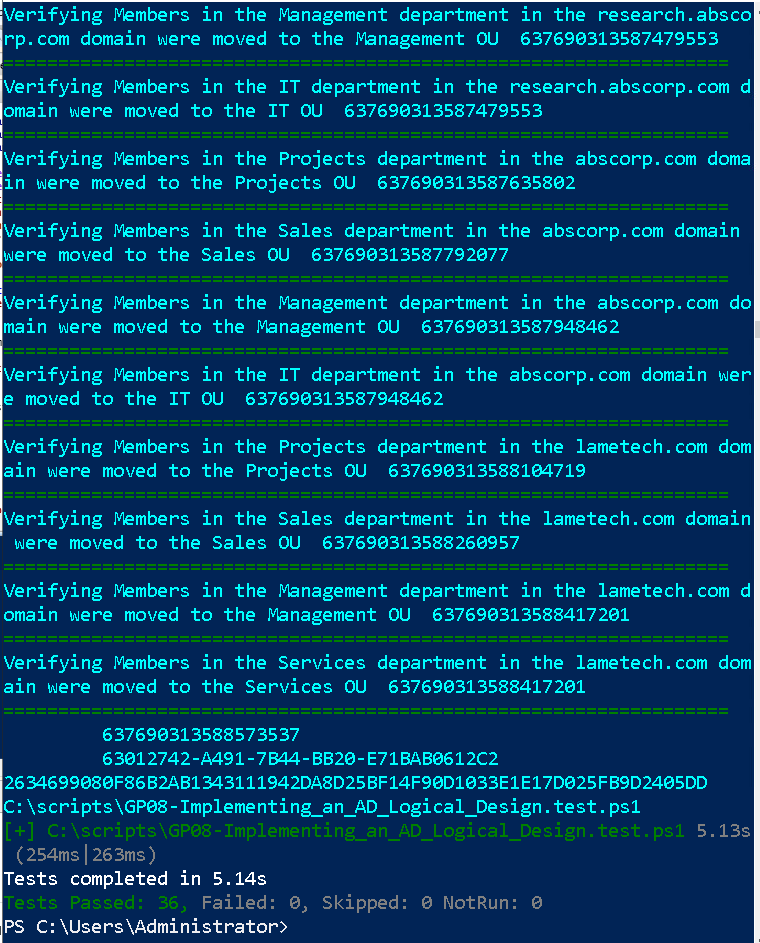 Verifying Members in the Management department in the research.absco
rp.com domain were moved to the Management OU  637690313587479553
==================================================================
Verifying Members in the IT department in the research.abscorp.com d
omain were moved to the IT OU  637690313587479553
==================================================================
Verifying Members in the Projects department in the abscorp.com doma
in were moved to the Projects OU  637690313587635802
==================================================================
Verifying Members in the Sales department in the abscorp.com domain
were moved to the Sales OU  637690313587792077
==================================================================
Verifying Members in the Management department in the abscorp.com do
main were moved to the Management OU  637690313587948462
==================================================================
Verifying Members in the IT department in the abscorp.com domain wer
e moved to the IT OU  637690313587948462
==================================================================
Verifying Members in the Projects department in the lametech.com dom
ain were moved to the Projects OU  637690313588104719
==================================================================
Verifying Members in the Sales department in the lametech.com domain
 were moved to the Sales OU  637690313588260957
==================================================================
Verifying Members in the Management department in the lametech.com d
omain were moved to the Management OU  637690313588417201
==================================================================
Verifying Members in the Services department in the lametech.com dom
ain were moved to the Services OU  637690313588417201
==================================================================
         637690313588573537
         63012742-A491-7B44-BB20-E71BAB0612C2
2634699080F86B2AB1343111942DA8D25BF14F90D1033E1E17D025FB9D2405DD
C:\scripts\GP08-Implementing_an_AD_Logical_Design.test.ps1
[+] C:\scripts\GP08-Implementing_an_AD_Logical_Design.test.ps1 5.13s
 (254ms|263ms)
Tests completed in 5.14s
Tests Passed: 36, Failed: 0, Skipped: 0 NotRun: 0
PS C:\Users\Administrator>